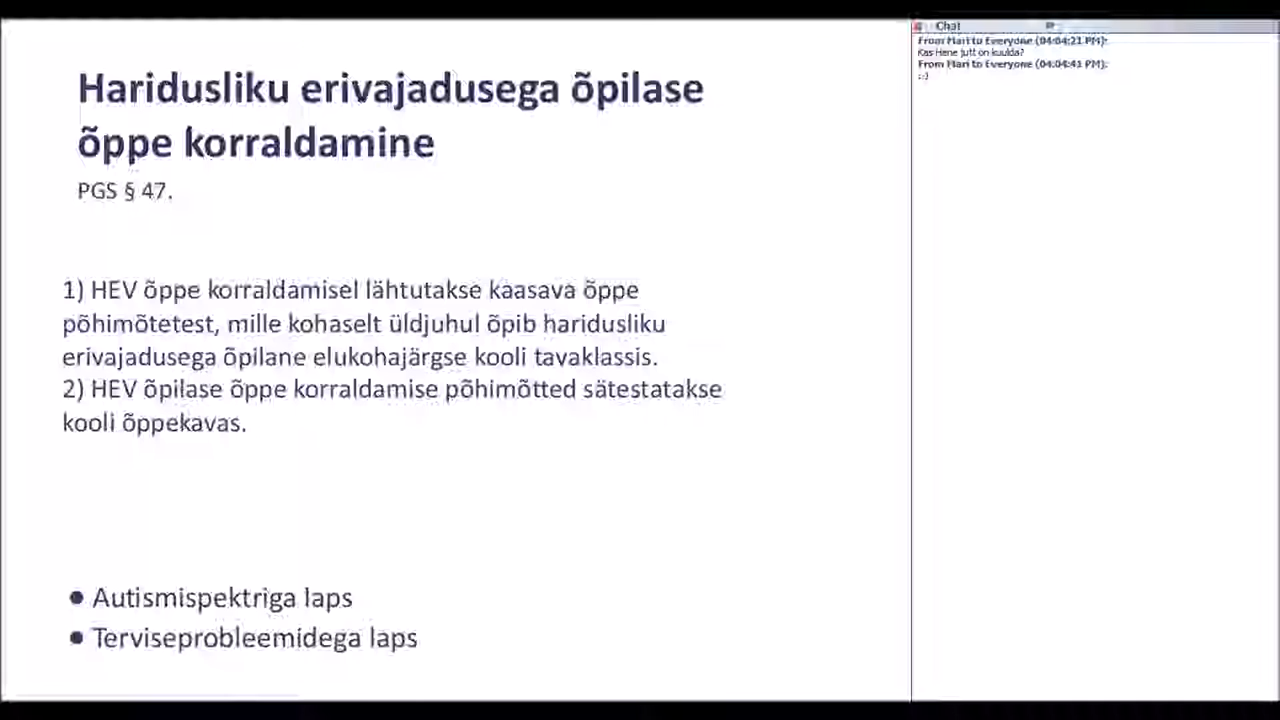 Haridusliku erivajadusega õpilase
õppe korraldamine
PGS § 47.
1) HEV õppe korraldamisel lähtutakse kaasava õppe
põhimõtetest, mille kohaselt üldjuhul õpib haridusliku
erivajadusega õpilane elukohajärgse kooli tavaklassis.
2) HEV õpilase õppe korraldamise põhimõtted sätestatakse
kooli õppekavas.
● Autismispektriga laps
● Terviseprobleemidega laps
Chat
From Mari to Everyone (04:04:21 PM):
Kas Hene jutt on kuulda?
From Mari to Everyone (04:04:41 PM):
:-)